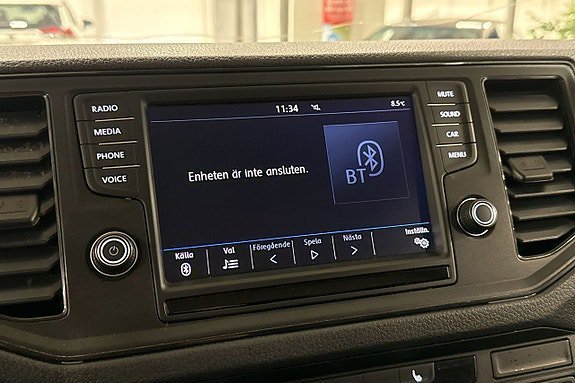 RADIO
MEDIA
PHONE
VOICE
11:34
8.5°C
Enheten är inte ansluten.
BT
Källa
Val
Föregående
Spela
Nästa
Inställn.
MUTE
SOUND
CAR
MENU